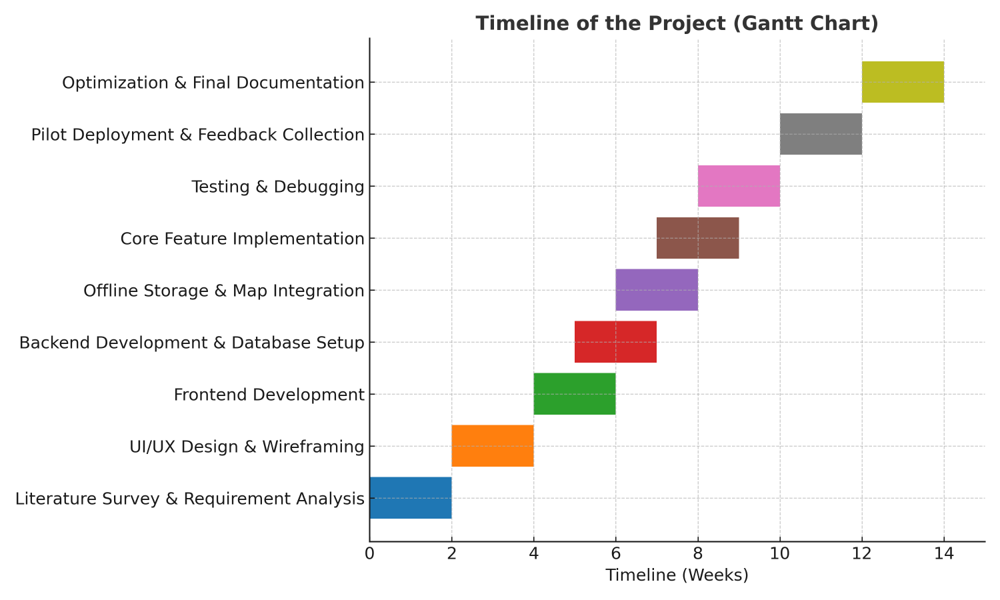 Timeline of the Project (Gantt Chart)
Optimization & Final Documentation
Pilot Deployment & Feedback Collection
Testing & Debugging
Core Feature Implementation
Offline Storage & Map Integration
Backend Development & Database Setup
Frontend Development
UI/UX Design & Wireframing
Literature Survey & Requirement Analysis
0 2 4 6 8 10 12 14
Timeline (Weeks)